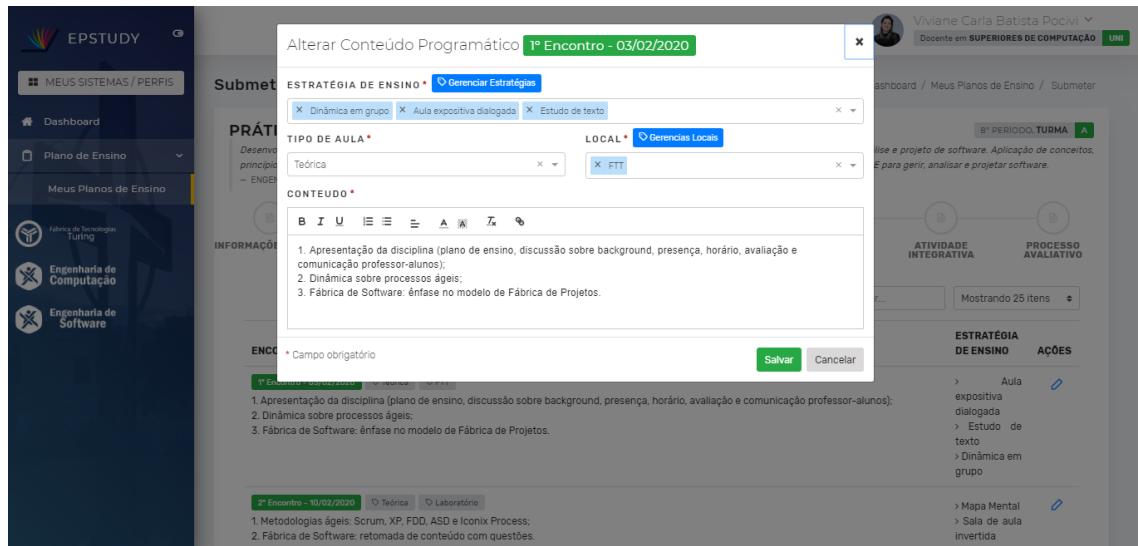 EPSTUDY
MEUS SISTEMAS / PERFIS
Dashboard
Plano de Ensino
Meus Planos de Ensino
Fábrica de Tecnologias
Turing
Engenharia de
Computação
Engenharia de
Software
Viviane Carla Batista Pocivi
Docente em SUPERIORES DE COMPUTAÇÃO UNI
Submet
ashboard / Meus Planos de Ensino / Submeter
Alterar Conteúdo Programático 1º Encontro - 03/02/2020
ESTRATÉGIA DE ENSINO* Gerenciar Estratégias
× Dinâmica em grupo × Aula expositiva dialogada × Estudo de texto
TIPO DE AULA*
Teórica
LOCAL* Gerencias Locais
× FTT
CONTEUDO*
B I U
1. Apresentação da disciplina (plano de ensino, discussão sobre background, presença, horário, avaliação e
comunicação professor-alunos);
2. Dinâmica sobre processos ágeis;
3. Fábrica de Software: ênfase no modelo de Fábrica de Projetos.
* Campo obrigatório
Salvar Cancelar
PRÁTI
8º PERÍODO, TURMA A
Desenvo
lise e projeto de software. Aplicação de conceitos,
princípio
E para gerir, analisar e projetar software.
– ENGEN
INFORMAÇÕE
ATIVIDADE
INTEGRATIVA
PROCESSO
AVALIATIVO
Mostrando 25 itens
ENCO
ESTRATÉGIA
DE ENSINO
AÇÕES
1º Encontro - 03/02/2020 Teórica FTT
1. Apresentação da disciplina (plano de ensino, discussão sobre background, presença, horário, avaliação e comunicação professor-alunos);
2. Dinâmica sobre processos ágeis;
3. Fábrica de Software: ênfase no modelo de Fábrica de Projetos.
> Aula
expositiva
dialogada
> Estudo de
texto
> Dinâmica em
grupo
2º Encontro - 10/02/2020 Teórica Laboratório
1. Metodologias ágeis: Scrum, XP, FDD, ASD e Iconix Process;
2. Fábrica de Software: retomada de conteúdo com questões.
> Mapa Mental
> Sala de aula
invertida